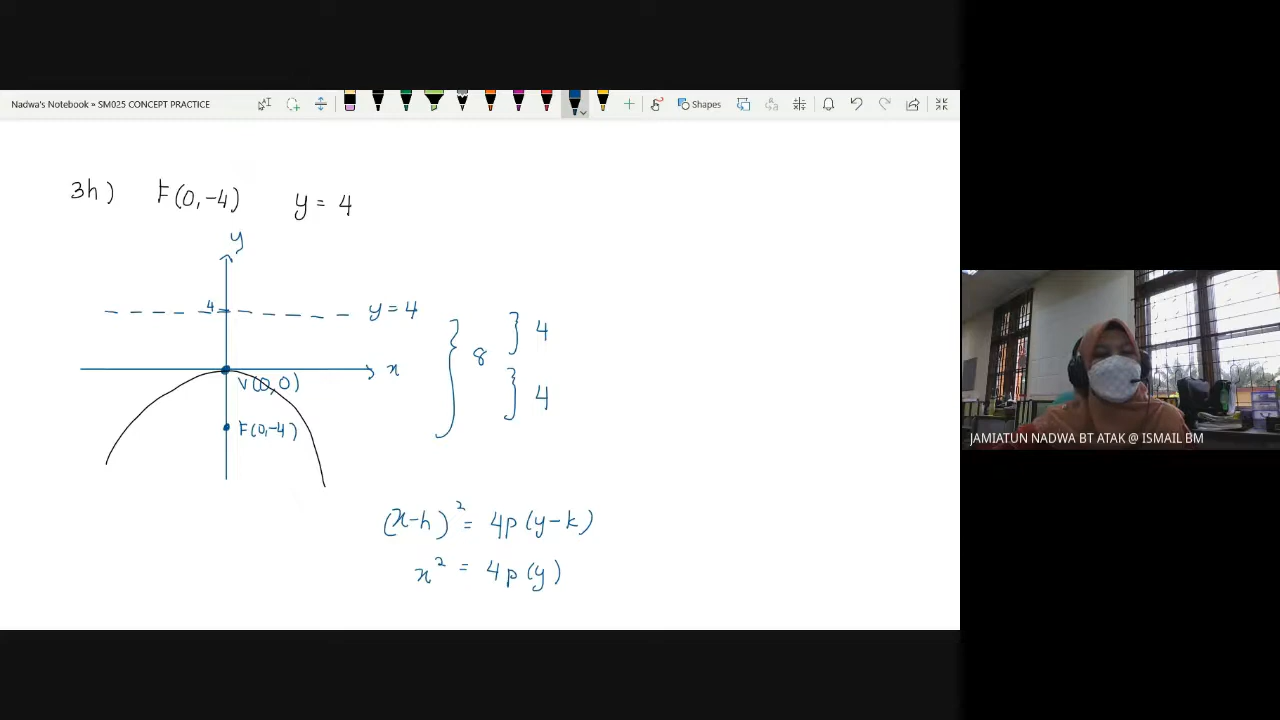 Nadwa's Notebook » SM025 CONCEPT PRACTICE
Shapes
3h) F(0,-4) y = 4
y
4
y = 4
x
V(0,0)
F(0,-4)
8
4
4
(x-h)² = 4p(y-k)
x² = 4p(y)
JAMIATUN NADWA BT ATAK @ ISMAIL BM